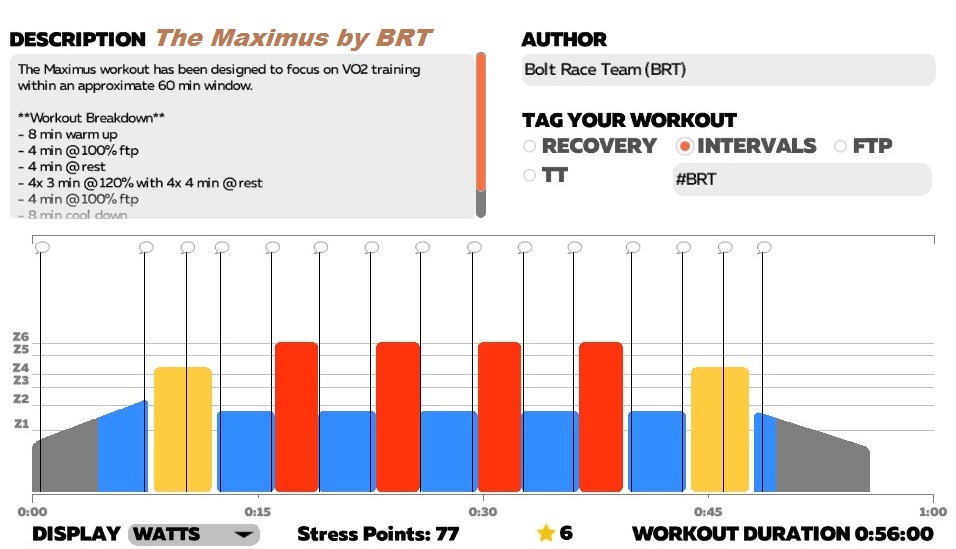 DESCRIPTION The Maximus by BRT
The Maximus workout has been designed to focus on VO2 training
within an approximate 60 min window.
**Workout Breakdown**
- 8 min warm up
- 4 min @100% ftp
- 4 min @ rest
- 4x 3 min @120% with 4x 4 min @ rest
- 4 min @100% ftp
- 8 min cool down
AUTHOR
Bolt Race Team (BRT)
TAG YOUR WORKOUT
RECOVERY INTERVALS FTP
TT #BRT
Z6
Z5
Z4
Z3
Z2
Z1
0:00 0:15 0:30 0:45 1:00
DISPLAY WATTS Stress Points: 77 6 WORKOUT DURATION 0:56:00